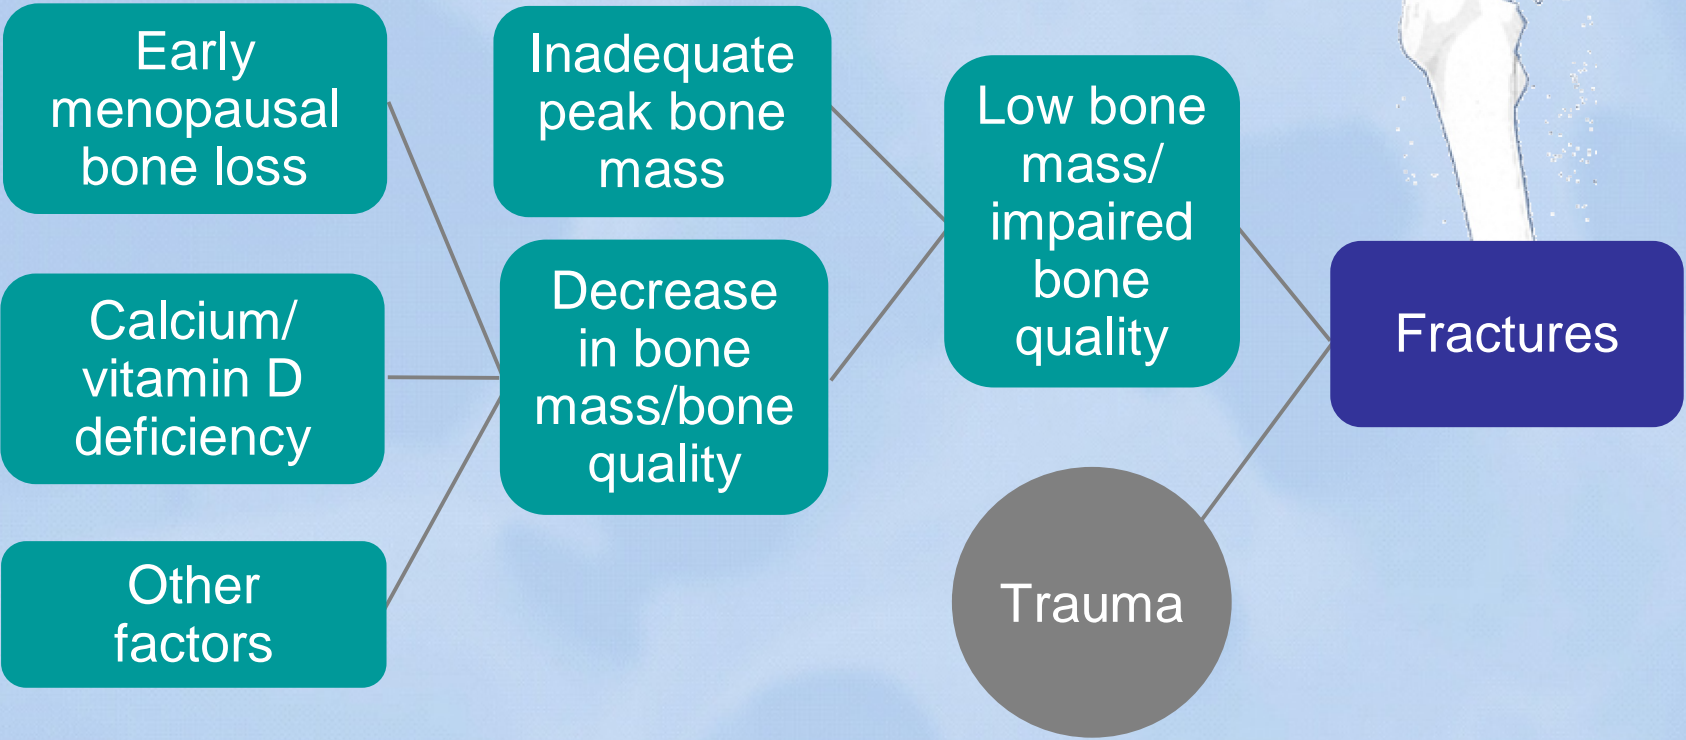 Early
menopausal
bone loss
Inadequate
peak bone
mass
Low bone
mass/
impaired
bone
quality
Calcium/
vitamin D
deficiency
Decrease
in bone
mass/bone
quality
Fractures
Other
factors
Trauma